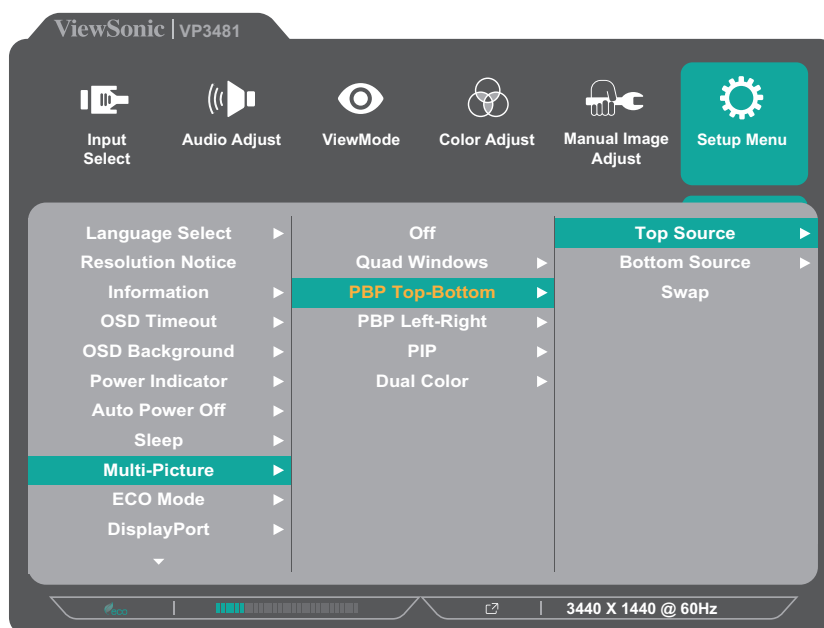 ViewSonic | VP3481
Input Select
Audio Adjust
ViewMode
Color Adjust
Manual Image Adjust
Setup Menu
Language Select
Resolution Notice
Information
OSD Timeout
OSD Background
Power Indicator
Auto Power Off
Sleep
Multi-Picture
ECO Mode
DisplayPort
Off
Quad Windows
PBP Top-Bottom
PBP Left-Right
PIP
Dual Color
Top Source
Bottom Source
Swap
eco
3440 X 1440 @ 60Hz